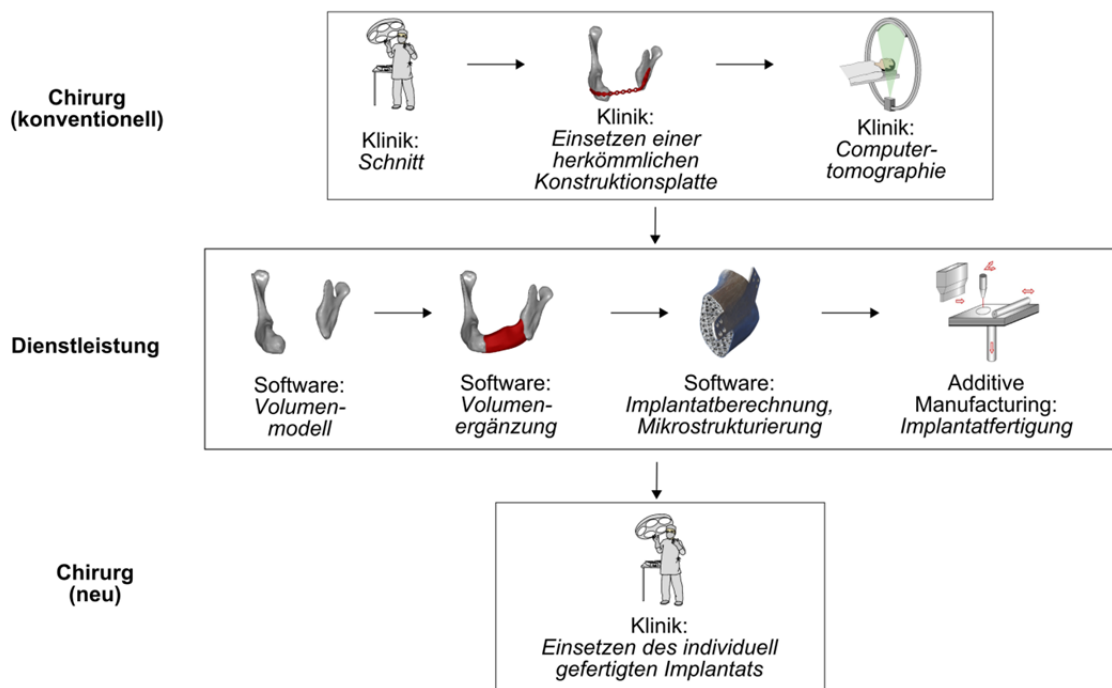 Chirurg
(konventionell)
Klinik:
Schnitt
Klinik:
Einsetzen einer
herkömmlichen
Konstruktionsplatte
Klinik:
Computer-
tomographie
Dienstleistung
Software:
Volumen-
modell
Software:
Volumen-
ergänzung
Software:
Implantatberechnung,
Mikrostrukturierung
Additive
Manufacturing:
Implantatfertigung
Chirurg
(neu)
Klinik:
Einsetzen des individuell
gefertigten Implantats